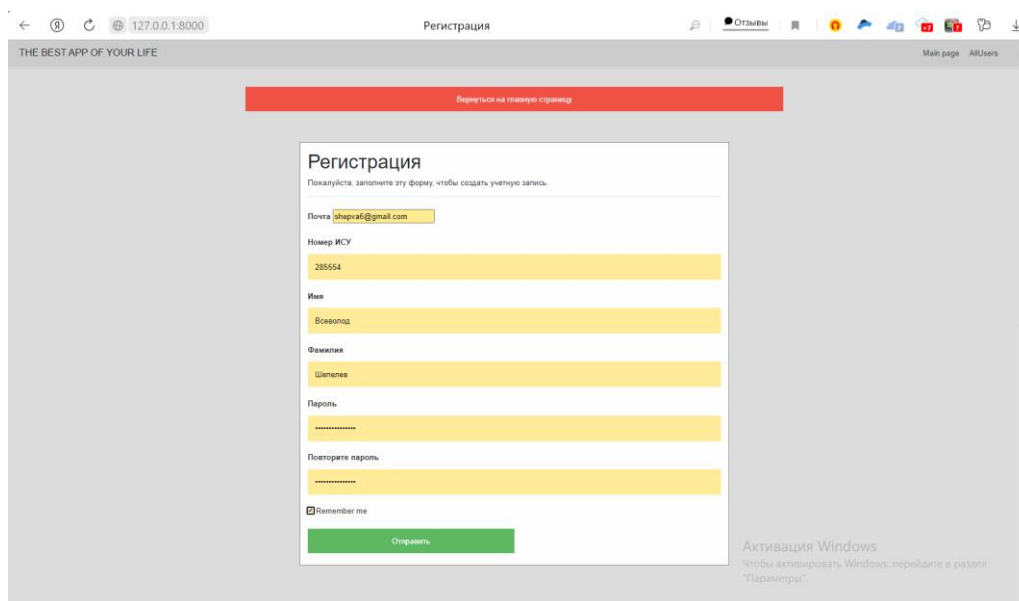 127.0.0.1:8000 Регистрация Отзывы
THE BEST APP OF YOUR LIFE Main page AllUsers
Вернуться на главную страницу
Регистрация
Пожалуйста, заполните эту форму, чтобы создать учетную запись.
Почта shepva6@gmail.com
Номер ИСУ
285554
Имя
Всеволод
Фамилия
Шепелев
Пароль
•••••••••••••••
Повторите пароль
•••••••••••••••
Remember me
Отправить
Активация Windows
Чтобы активировать Windows, перейдите в раздел
"Параметры".